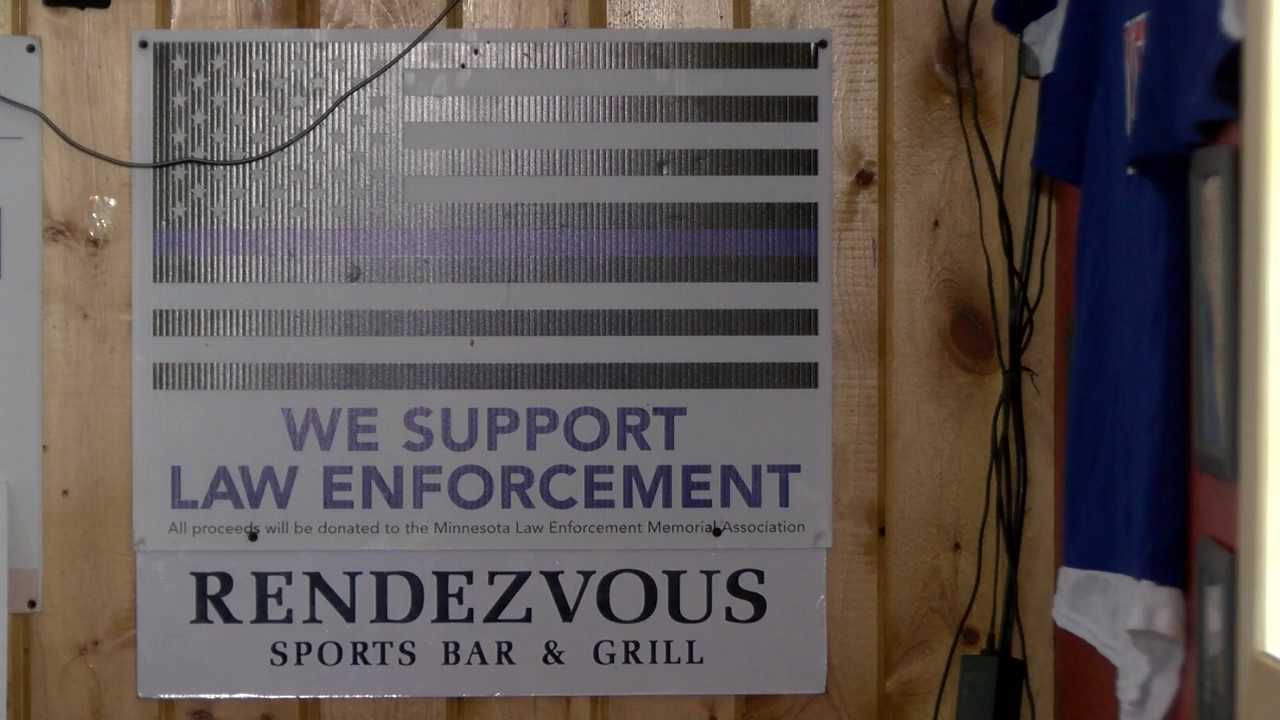 WE SUPPORT
LAW ENFORCEMENT
All proceeds will be donated to the Minnesota Law Enforcement Memorial Association
RENDEZVOUS
SPORTS BAR & GRILL